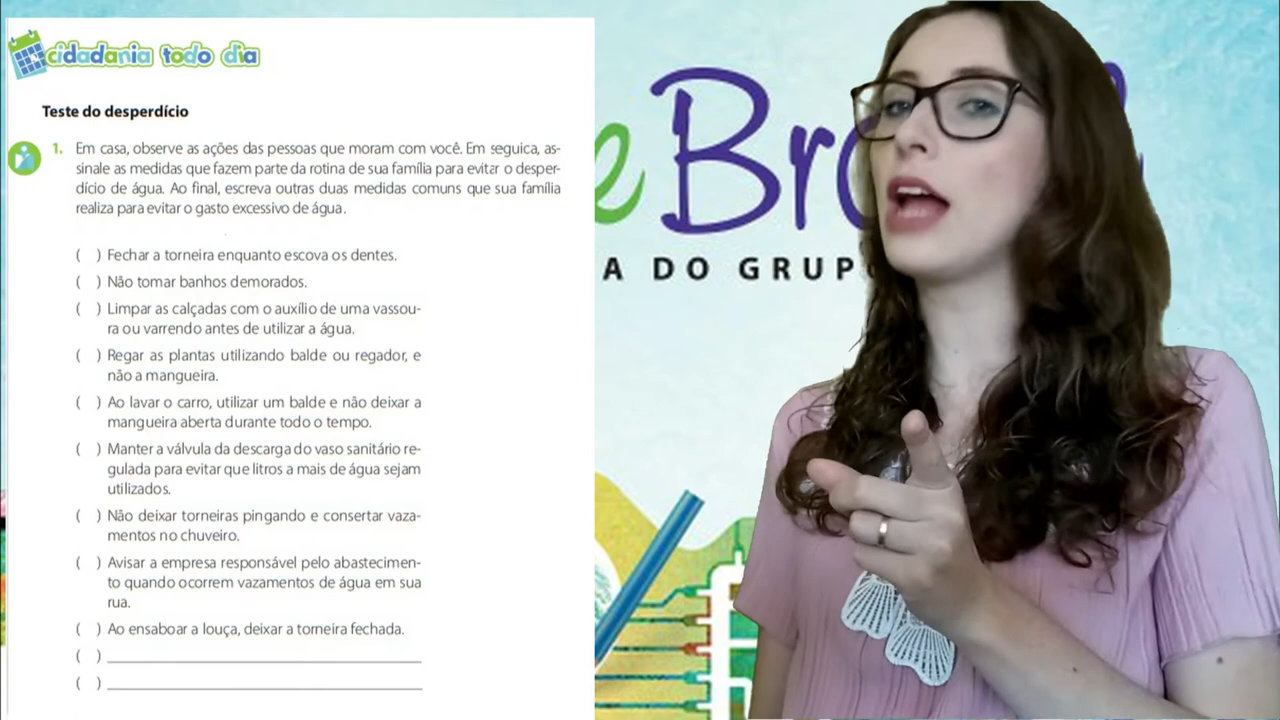 cidadania todo dia
Teste do desperdício
1. Em casa, observe as ações das pessoas que moram com você. Em seguica, as-
sinale as medidas que fazem parte da rotina de sua família para evitar o desper-
dício de água. Ao final, escreva outras duas medidas comuns que sua família
realiza para evitar o gasto excessivo de água.
( ) Fechar a torneira enquanto escova os dentes.
( ) Não tomar banhos demorados.
( ) Limpar as calçadas com o auxílio de uma vassou-
ra ou varrendo antes de utilizar a água.
( ) Regar as plantas utilizando balde ou regador, e
não a mangueira.
( ) Ao lavar o carro, utilizar um balde e não deixar a
mangueira aberta durante todo o tempo.
( ) Manter a válvula da descarga do vaso sanitário re-
gulada para evitar que litros a mais de água sejam
utilizados.
( ) Não deixar torneiras pingando e consertar vaza-
mentos no chuveiro.
( ) Avisar a empresa responsável pelo abastecimen-
to quando ocorrem vazamentos de água em sua
rua.
( ) Ao ensaboar a louça, deixar a torneira fechada.
( )
( )
e Bra
A DO GRUPO